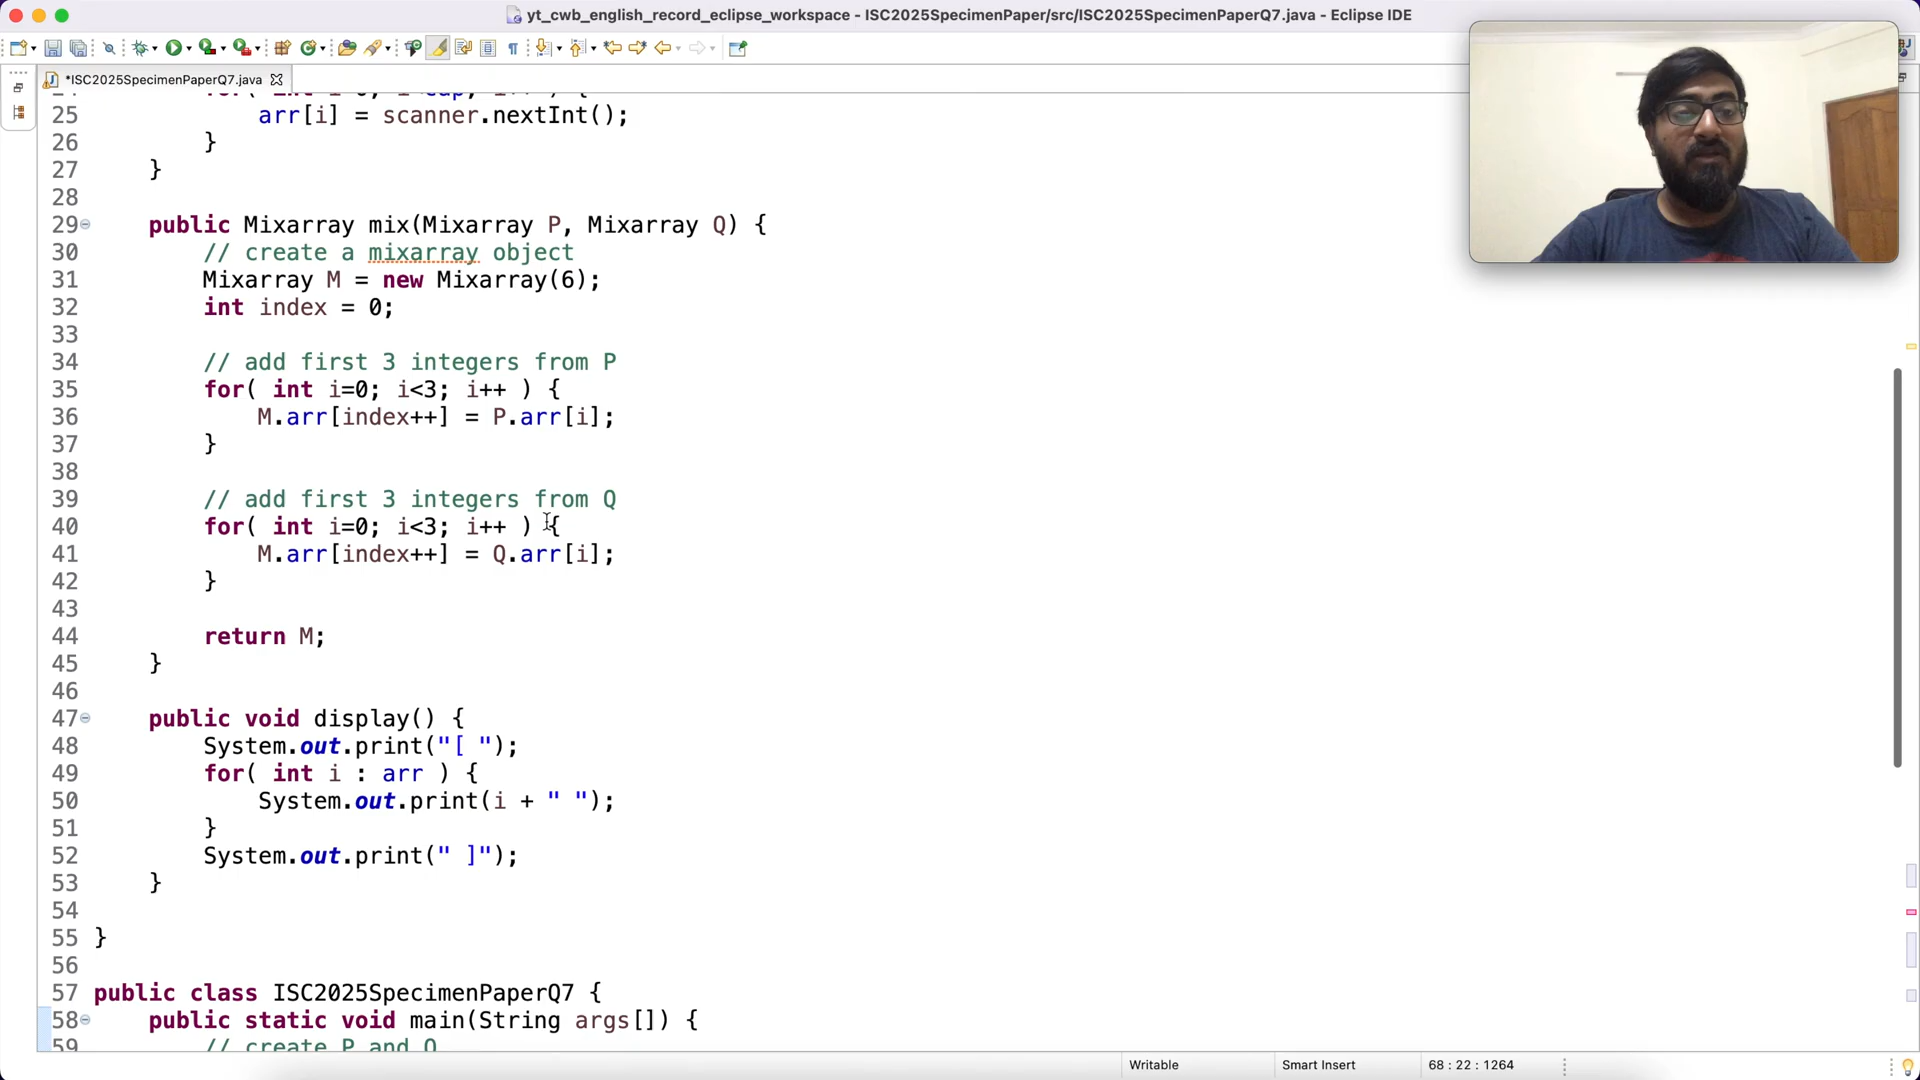 yt_cwb_english_record_eclipse_workspace - ISC2025SpecimenPaper/src/ISC2025SpecimenPaperQ7.java - Eclipse IDE
*ISC2025SpecimenPaperQ7.java
25 arr[i] = scanner.nextInt();
26 }
27 }
28
29 public Mixarray mix(Mixarray P, Mixarray Q) {
30 // create a mixarray object
31 Mixarray M = new Mixarray(6);
32 int index = 0;
33
34 // add first 3 integers from P
35 for( int i=0; i<3; i++ ) {
36 M.arr[index++] = P.arr[i];
37 }
38
39 // add first 3 integers from Q
40 for( int i=0; i<3; i++ ) {
41 M.arr[index++] = Q.arr[i];
42 }
43
44 return M;
45 }
46
47 public void display() {
48 System.out.print("[ ");
49 for( int i : arr ) {
50 System.out.print(i + " ");
51 }
52 System.out.print(" ]");
53 }
54
55 }
56
57 public class ISC2025SpecimenPaperQ7 {
58 public static void main(String args[]) {
59 // create P and Q
Writable Smart Insert 68 : 22 : 1264